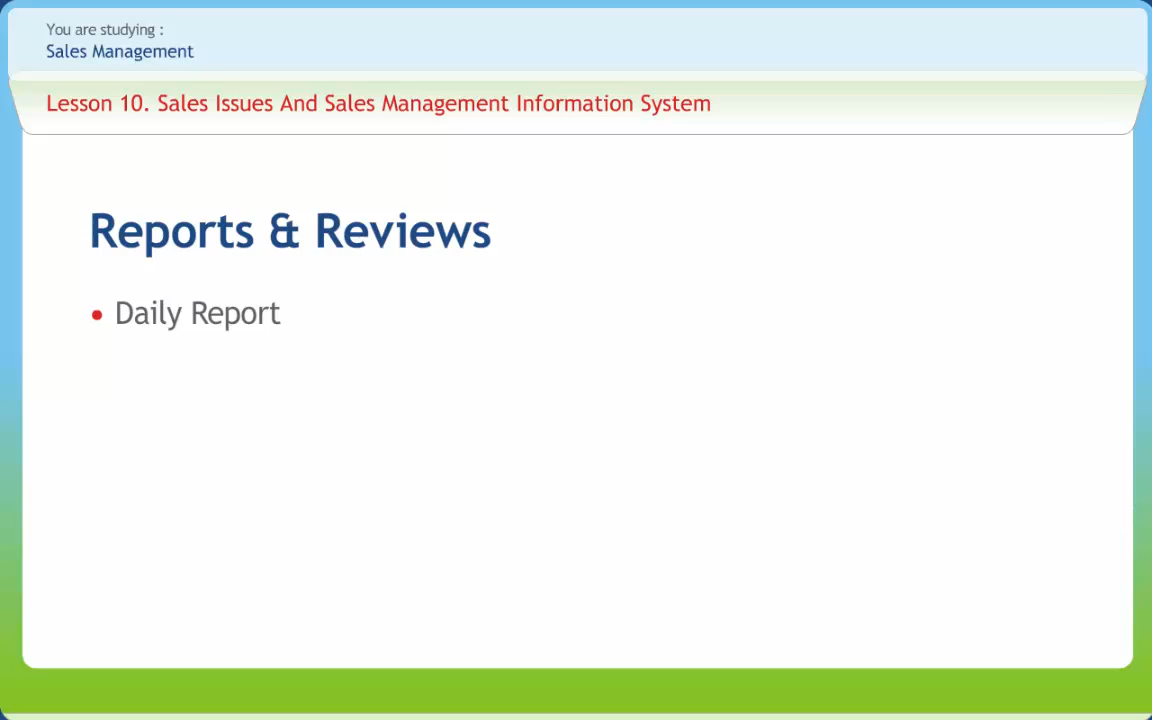 You are studying :
Sales Management
Lesson 10. Sales Issues And Sales Management Information System
Reports & Reviews
• Daily Report